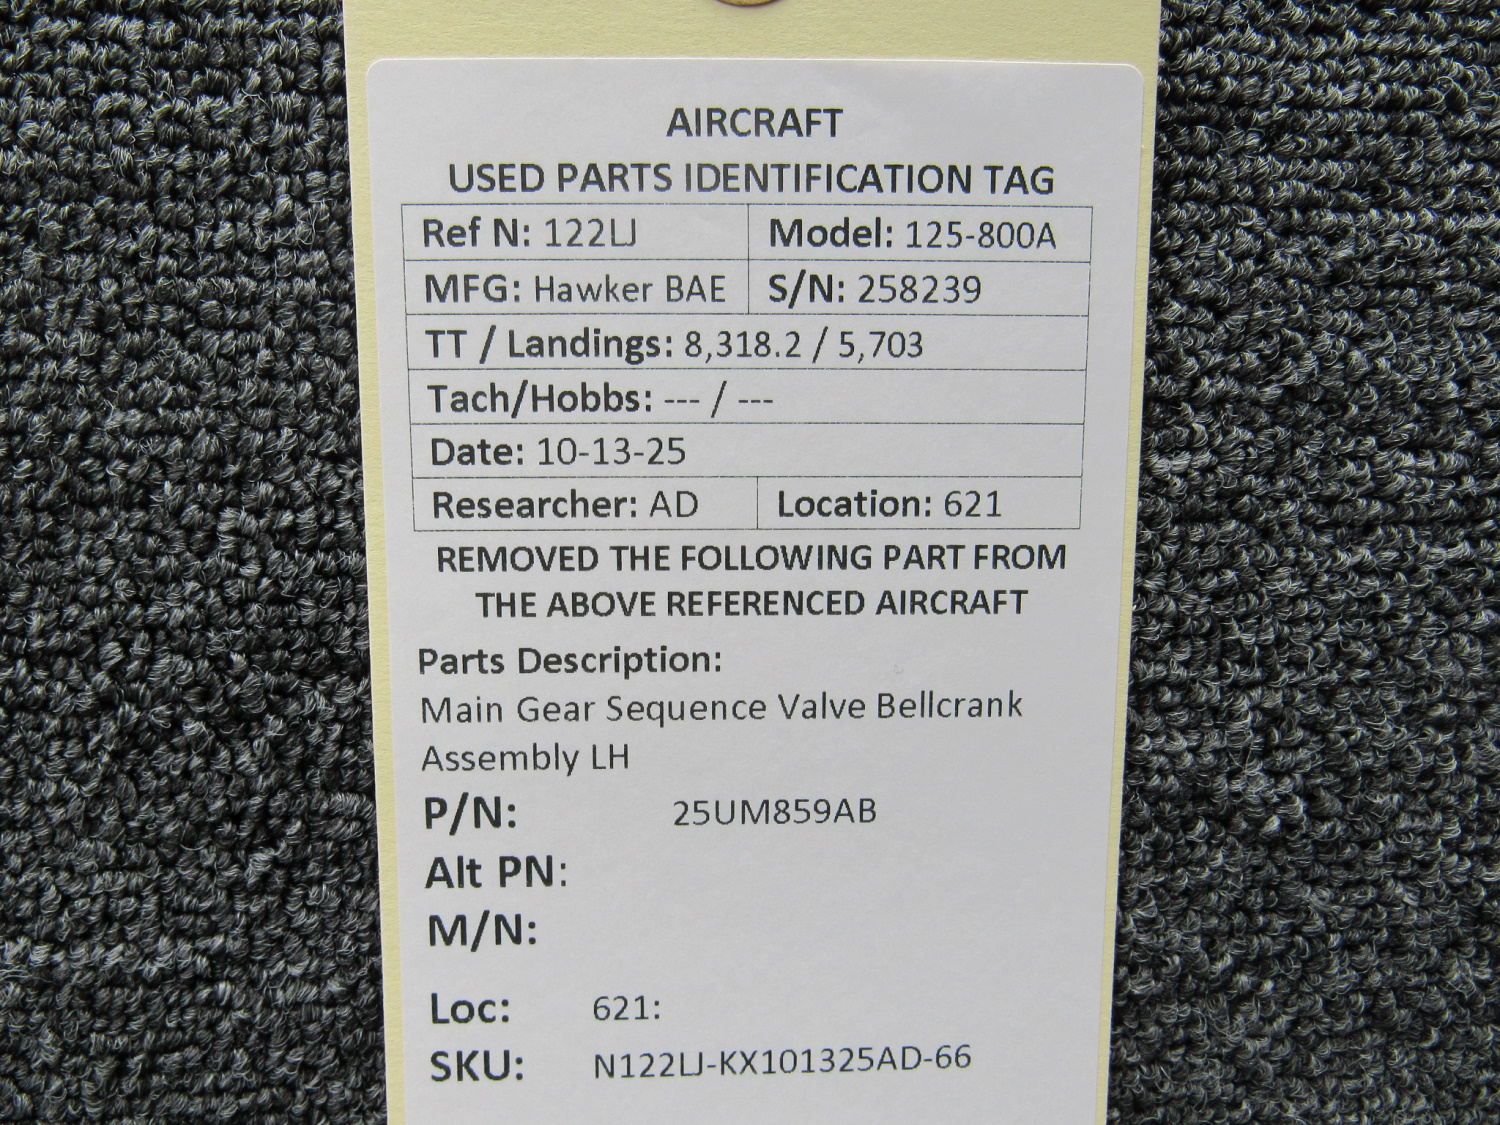 AIRCRAFT
USED PARTS IDENTIFICATION TAG
Ref N: 122LJ Model: 125-800A
MFG: Hawker BAE S/N: 258239
TT / Landings: 8,318.2 / 5,703
Tach/Hobbs: --- / ---
Date: 10-13-25
Researcher: AD Location: 621
REMOVED THE FOLLOWING PART FROM
THE ABOVE REFERENCED AIRCRAFT
Parts Description:
Main Gear Sequence Valve Bellcrank
Assembly LH
P/N: 25UM859AB
Alt PN:
M/N:
Loc: 621:
SKU: N122LJ-KX101325AD-66